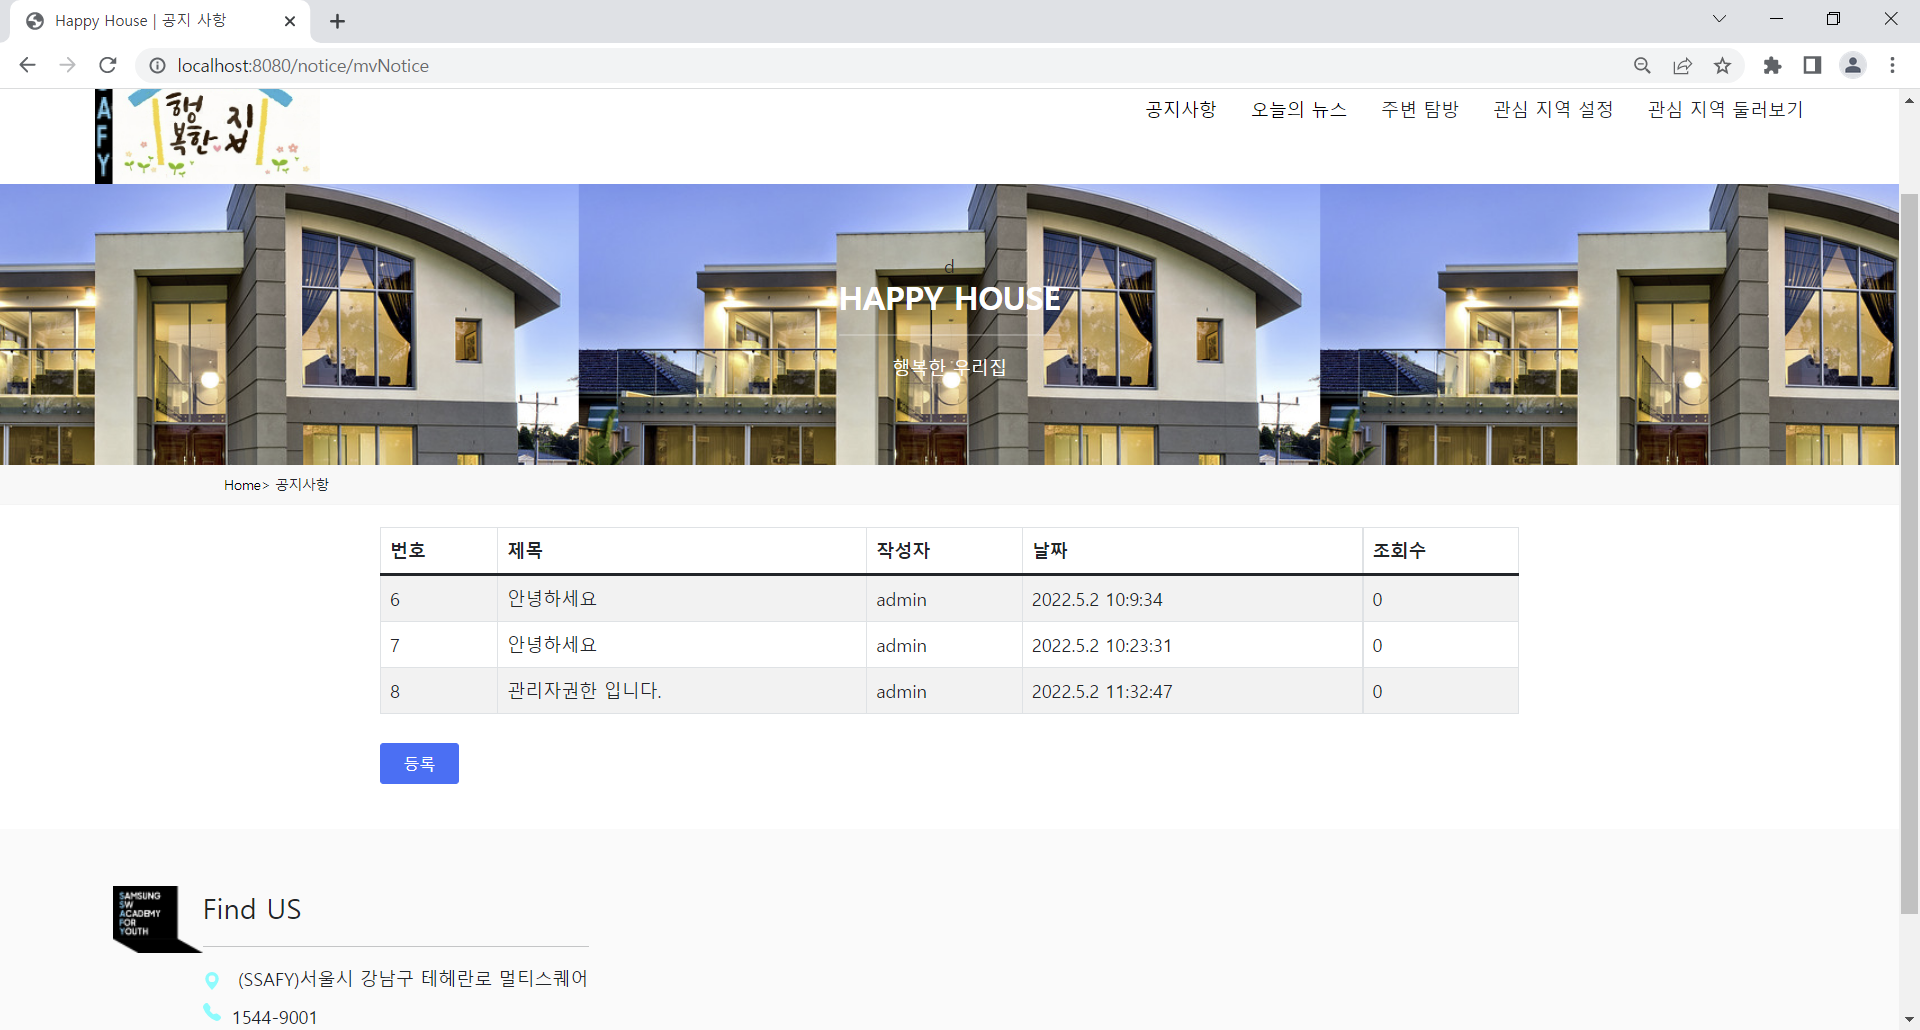 Happy House | 공지 사항
localhost:8080/notice/mvNotice
AFY
행복한 집
공지사항 오늘의 뉴스 주변 탐방 관심 지역 설정 관심 지역 둘러보기
d
HAPPY HOUSE
행복한 우리집
Home> 공지사항
번호 제목 작성자 날짜 조회수
6 안녕하세요 admin 2022.5.2 10:9:34 0
7 안녕하세요 admin 2022.5.2 10:23:31 0
8 관리자권한 입니다. admin 2022.5.2 11:32:47 0
등록
SAMSUNG
SW
ACADEMY
FOR
YOUTH
Find US
(SSAFY)서울시 강남구 테헤란로 멀티스퀘어
1544-9001